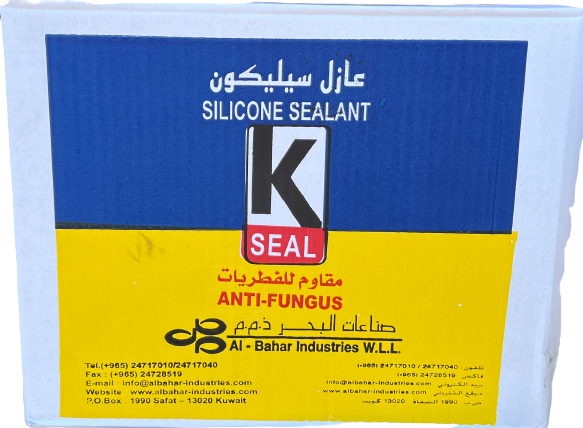 عازل سيليكون
SILICONE SEALANT
K
SEAL
مقاوم للفطريات
ANTI-FUNGUS
صناعات البحر ذ.م.م
Al - Bahar Industries W.L.L.
Tel.(+965) 24717010/24717040
Fax : (+965) 24728519
E-mail : info@albahar-industries.com
Website : www.albahar-industries.com
P.O.Box : 1990 Safat – 13020 Kuwait
تلفون : 24717040 / 24717010 (+965)
فاكس : 24728519 (+965)
بريد الكتروني : info@albahar-industries.com
موقع الكتروني : www.albahar-industries.com
ص.ب : 1990 الصفاة 13020 كويت